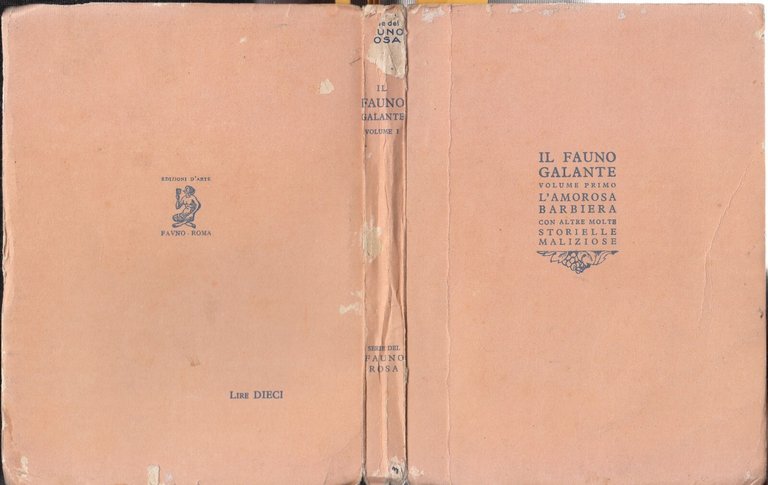 EDIZIONI D'ARTE
FAVNO · ROMA
LIRE DIECI
UNO
OSA
IL
FAUNO
GALANTE
VOLUME I
SERIE DEL
FAUNO
ROSA
IL FAUNO
GALANTE
VOLUME PRIMO
L'AMOROSA
BARBIERA
CON ALTRE MOLTE
STORIELLE
MALIZIOSE